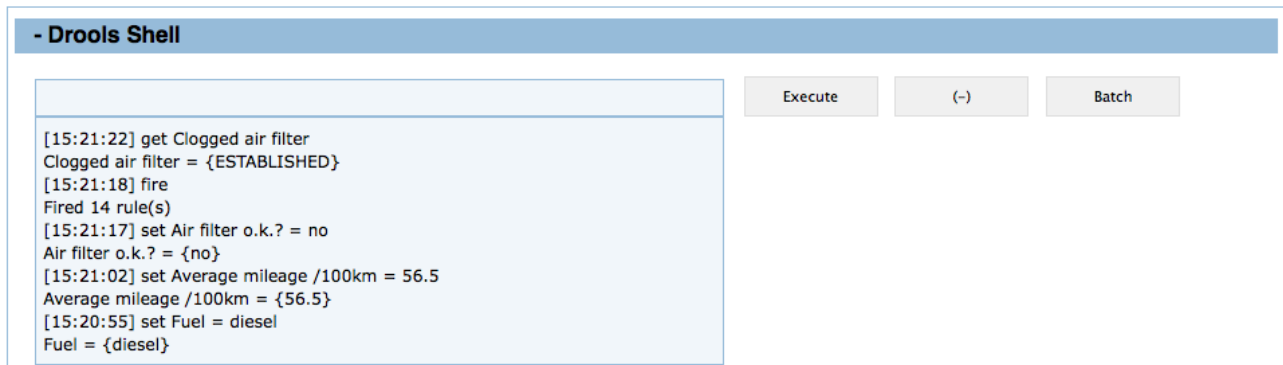 - Drools Shell
Execute
(-)
Batch
[15:21:22] get Clogged air filter
Clogged air filter = {ESTABLISHED}
[15:21:18] fire
Fired 14 rule(s)
[15:21:17] set Air filter o.k.? = no
Air filter o.k.? = {no}
[15:21:02] set Average mileage /100km = 56.5
Average mileage /100km = {56.5}
[15:20:55] set Fuel = diesel
Fuel = {diesel}